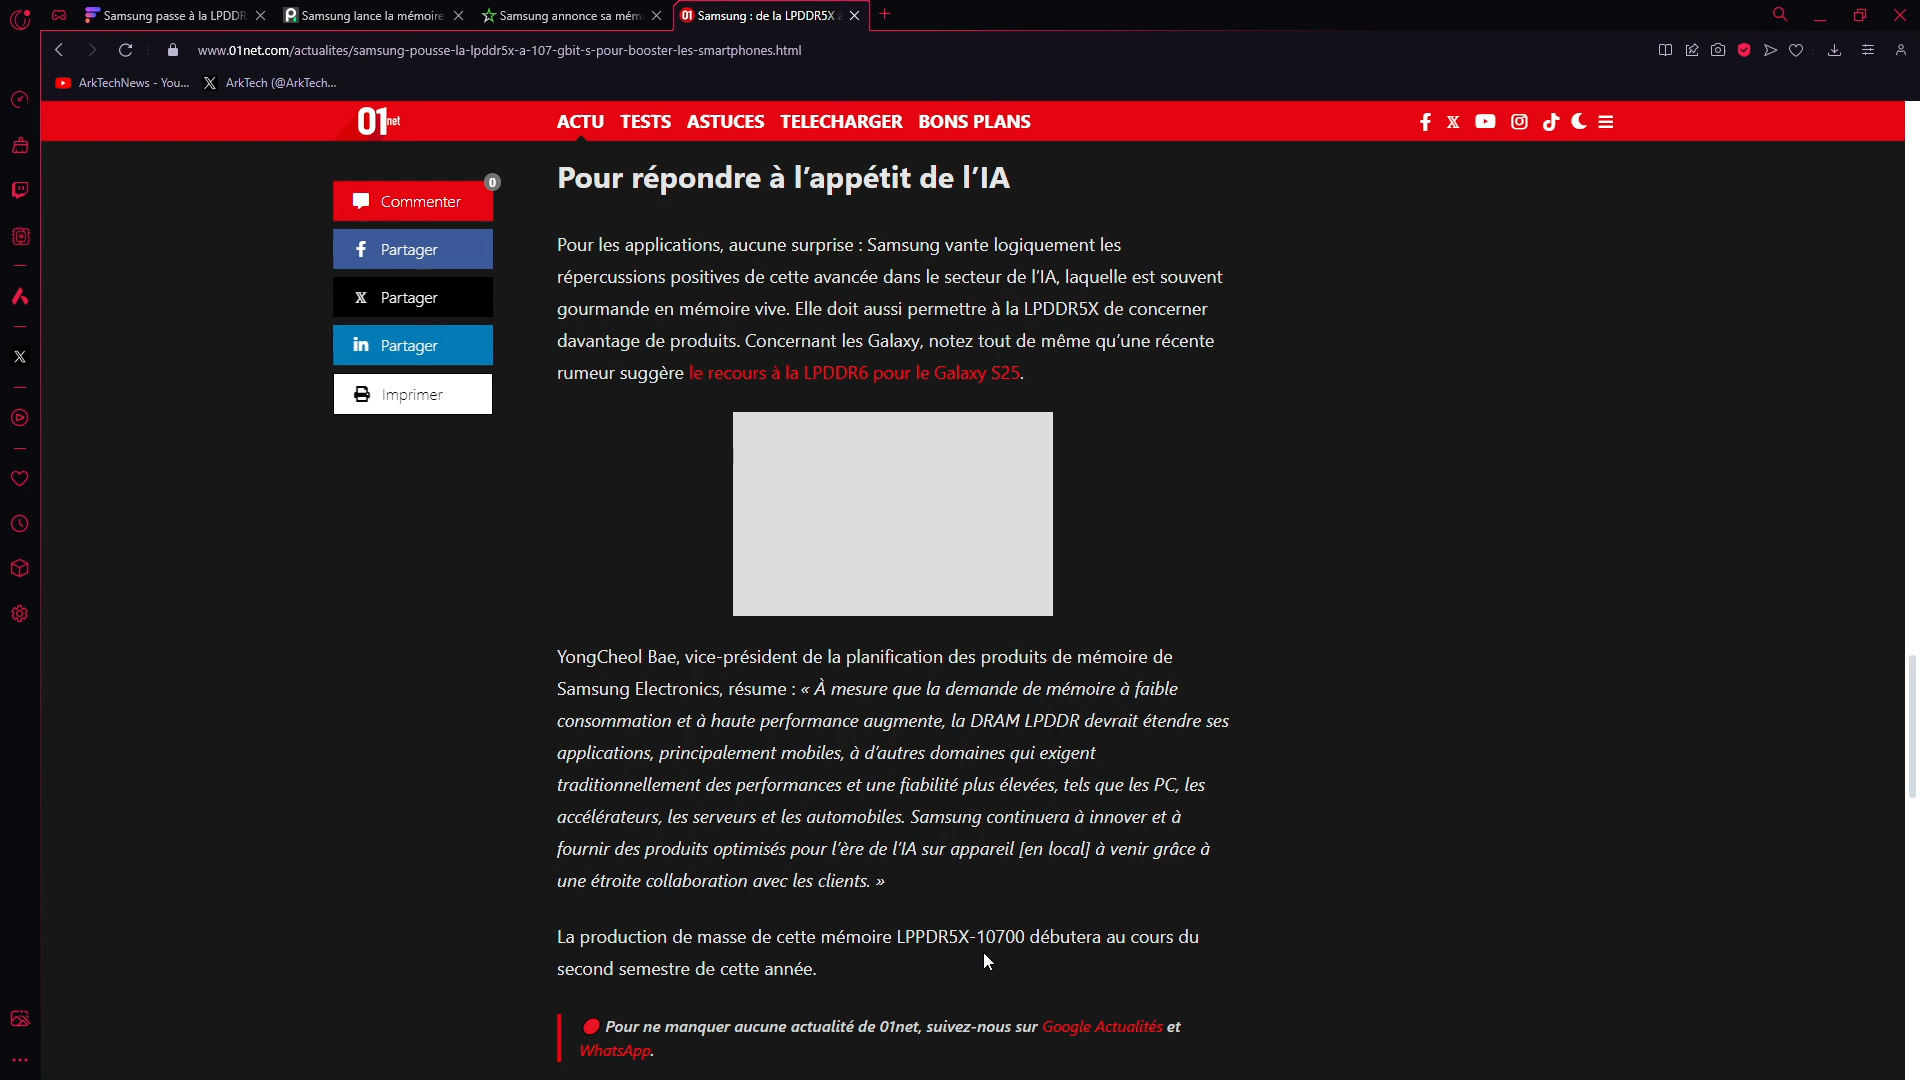 Samsung passe à la LPDDR
Samsung lance la mémoire
Samsung annonce sa mém
Samsung : de la LPDDR5X
www.01net.com/actualites/samsung-pousse-la-lpddr5x-a-107-gbit-s-pour-booster-les-smartphones.html
ArkTechNews - You...
ArkTech (@ArkTech...
01net
ACTU TESTS ASTUCES TELECHARGER BONS PLANS
0
Commenter
Partager
Partager
Partager
Imprimer
Pour répondre à l’appétit de l’IA
Pour les applications, aucune surprise : Samsung vante logiquement les
répercussions positives de cette avancée dans le secteur de l’IA, laquelle est souvent
gourmande en mémoire vive. Elle doit aussi permettre à la LPDDR5X de concerner
davantage de produits. Concernant les Galaxy, notez tout de même qu’une récente
rumeur suggère le recours à la LPDDR6 pour le Galaxy S25.
YongCheol Bae, vice-président de la planification des produits de mémoire de
Samsung Electronics, résume : « À mesure que la demande de mémoire à faible
consommation et à haute performance augmente, la DRAM LPDDR devrait étendre ses
applications, principalement mobiles, à d’autres domaines qui exigent
traditionnellement des performances et une fiabilité plus élevées, tels que les PC, les
accélérateurs, les serveurs et les automobiles. Samsung continuera à innover et à
fournir des produits optimisés pour l’ère de l’IA sur appareil [en local] à venir grâce à
une étroite collaboration avec les clients. »
La production de masse de cette mémoire LPPDR5X-10700 débutera au cours du
second semestre de cette année.
Pour ne manquer aucune actualité de 01net, suivez-nous sur Google Actualités et
WhatsApp.